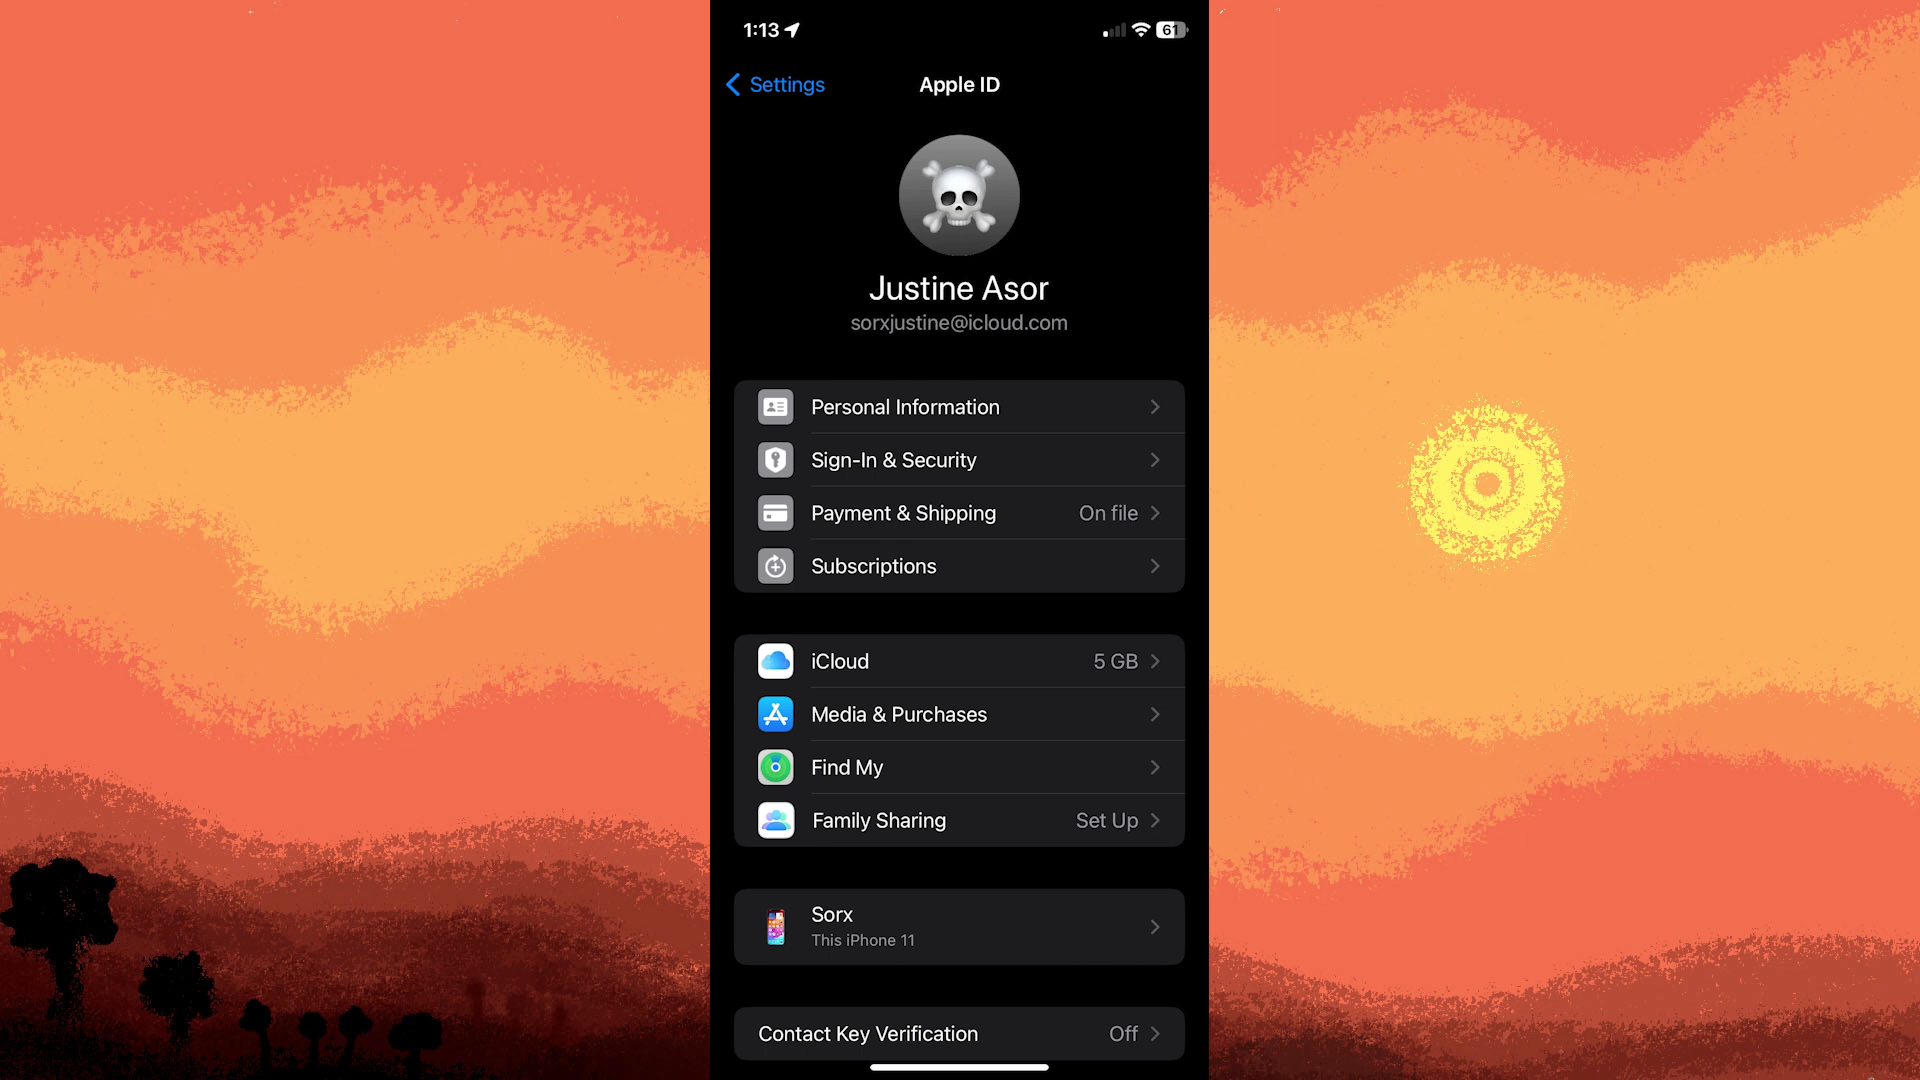 1:13
61
Settings
Apple ID
Justine Asor
sorxjustine@icloud.com
Personal Information
Sign-In & Security
Payment & Shipping On file
Subscriptions
iCloud 5 GB
Media & Purchases
Find My
Family Sharing Set Up
Sorx
This iPhone 11
Contact Key Verification Off